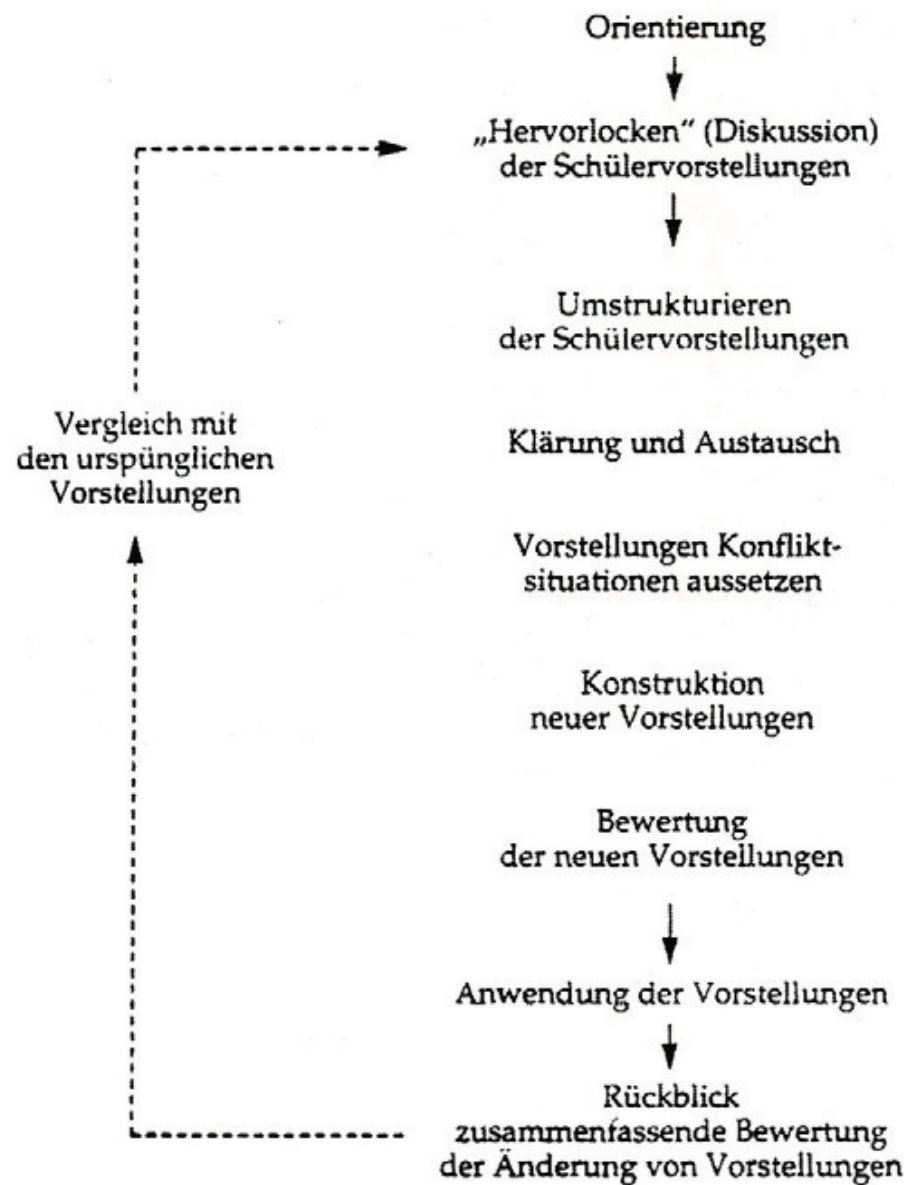 Orientierung
„Hervorlocken“ (Diskussion)
der Schülervorstellungen
Umstrukturieren
der Schülervorstellungen
Vergleich mit
den urspünglichen
Vorstellungen
Klärung und Austausch
Vorstellungen Konflikt-
situationen aussetzen
Konstruktion
neuer Vorstellungen
Bewertung
der neuen Vorstellungen
Anwendung der Vorstellungen
Rückblick
zusammenfassende Bewertung
der Änderung von Vorstellungen